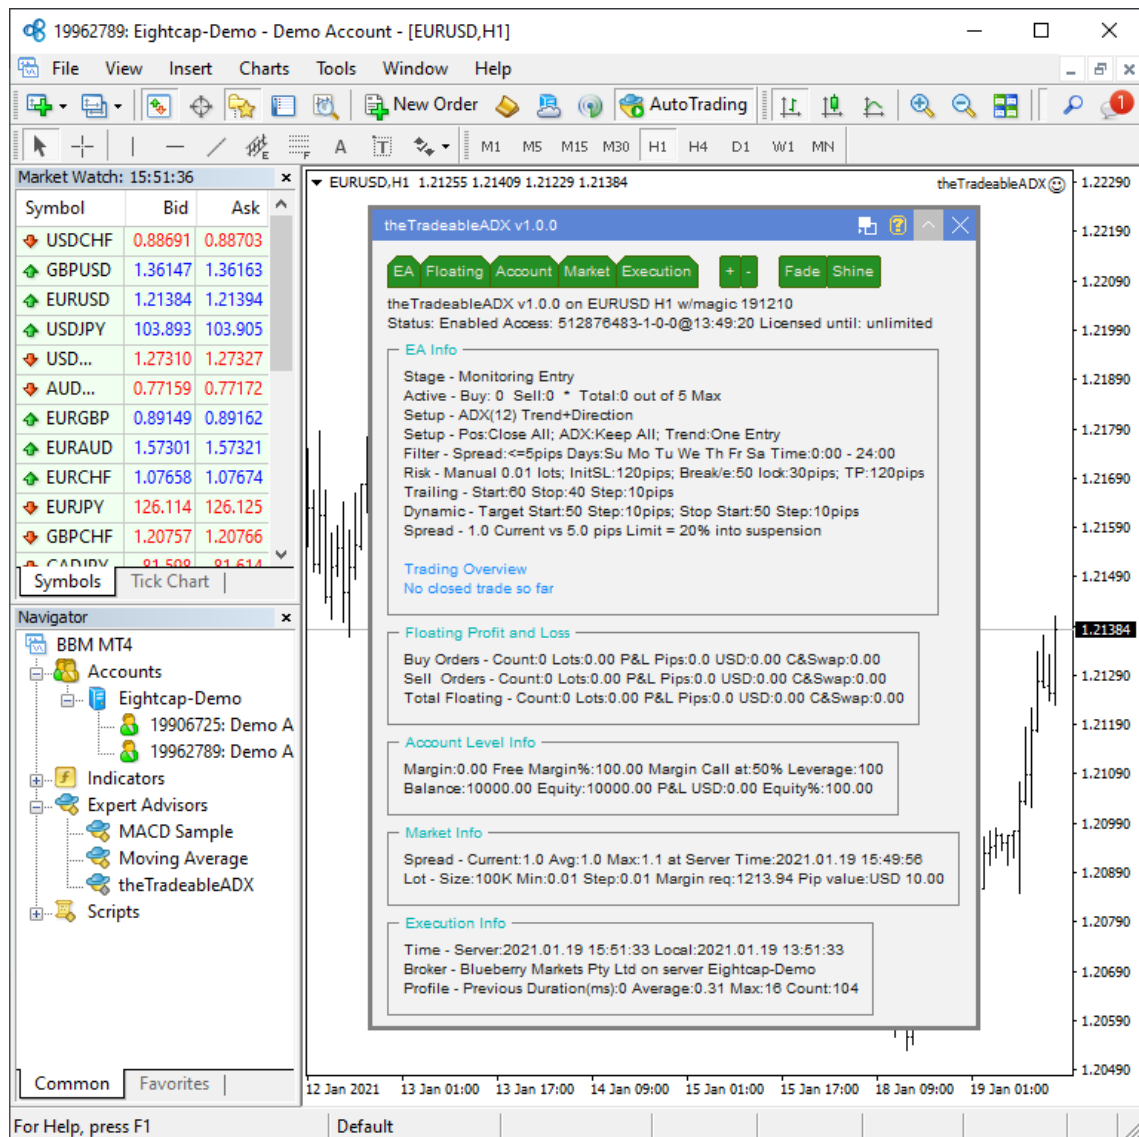 19962789: Eightcap-Demo - Demo Account - [EURUSD,H1]
File View Insert Charts Tools Window Help
New Order AutoTrading 1
E F A T M1 M5 M15 M30 H1 H4 D1 W1 MN
Market Watch: 15:51:36
Symbol Bid Ask
USDCHF 0.88691 0.88703
GBPUSD 1.36147 1.36163
EURUSD 1.21384 1.21394
USDJPY 103.893 103.905
USD... 1.27310 1.27327
AUD... 0.77159 0.77172
EURGBP 0.89149 0.89162
EURAUD 1.57301 1.57321
EURCHF 1.07658 1.07674
EURJPY 126.114 126.125
GBPCHF 1.20757 1.20766
CADJPY 81.598 81.614
Symbols Tick Chart
Navigator
BBM MT4
Accounts
Eightcap-Demo
19906725: Demo A
19962789: Demo A
Indicators
Expert Advisors
MACD Sample
Moving Average
theTradeableADX
Scripts
Common Favorites
EURUSD,H1 1.21255 1.21409 1.21229 1.21384
theTradeableADX
theTradeableADX v1.0.0
EA Floating Account Market Execution + - Fade Shine
theTradeableADX v1.0.0 on EURUSD H1 w/magic 191210
Status: Enabled Access: 512876483-1-0-0@13:49:20 Licensed until: unlimited
EA Info
Stage - Monitoring Entry
Active - Buy: 0 Sell:0 * Total:0 out of 5 Max
Setup - ADX(12) Trend+Direction
Setup - Pos:Close All; ADX:Keep All; Trend:One Entry
Filter - Spread:<=5pips Days:Su Mo Tu We Th Fr Sa Time:0:00 - 24:00
Risk - Manual 0.01 lots; InitSL:120pips; Break/e:50 lock:30pips; TP:120pips
Trailing - Start:60 Stop:40 Step:10pips
Dynamic - Target Start:50 Step:10pips; Stop Start:50 Step:10pips
Spread - 1.0 Current vs 5.0 pips Limit = 20% into suspension
Trading Overview
No closed trade so far
Floating Profit and Loss
Buy Orders - Count:0 Lots:0.00 P&L Pips:0.0 USD:0.00 C&Swap:0.00
Sell Orders - Count:0 Lots:0.00 P&L Pips:0.0 USD:0.00 C&Swap:0.00
Total Floating - Count:0 Lots:0.00 P&L Pips:0.0 USD:0.00 C&Swap:0.00
Account Level Info
Margin:0.00 Free Margin%:100.00 Margin Call at:50% Leverage:100
Balance:10000.00 Equity:10000.00 P&L USD:0.00 Equity%:100.00
Market Info
Spread - Current:1.0 Avg:1.0 Max:1.1 at Server Time:2021.01.19 15:49:56
Lot - Size:100K Min:0.01 Step:0.01 Margin req:1213.94 Pip value:USD 10.00
Execution Info
Time - Server:2021.01.19 15:51:33 Local:2021.01.19 13:51:33
Broker - Blueberry Markets Pty Ltd on server Eightcap-Demo
Profile - Previous Duration(ms):0 Average:0.31 Max:16 Count:104
1.22290
1.22190
1.22090
1.21990
1.21890
1.21790
1.21690
1.21590
1.21490
1.21384
1.21290
1.21190
1.21090
1.20990
1.20890
1.20790
1.20690
1.20590
1.20490
12 Jan 2021 13 Jan 01:00 13 Jan 17:00 14 Jan 09:00 15 Jan 01:00 15 Jan 17:00 18 Jan 09:00 19 Jan 01:00
For Help, press F1 Default